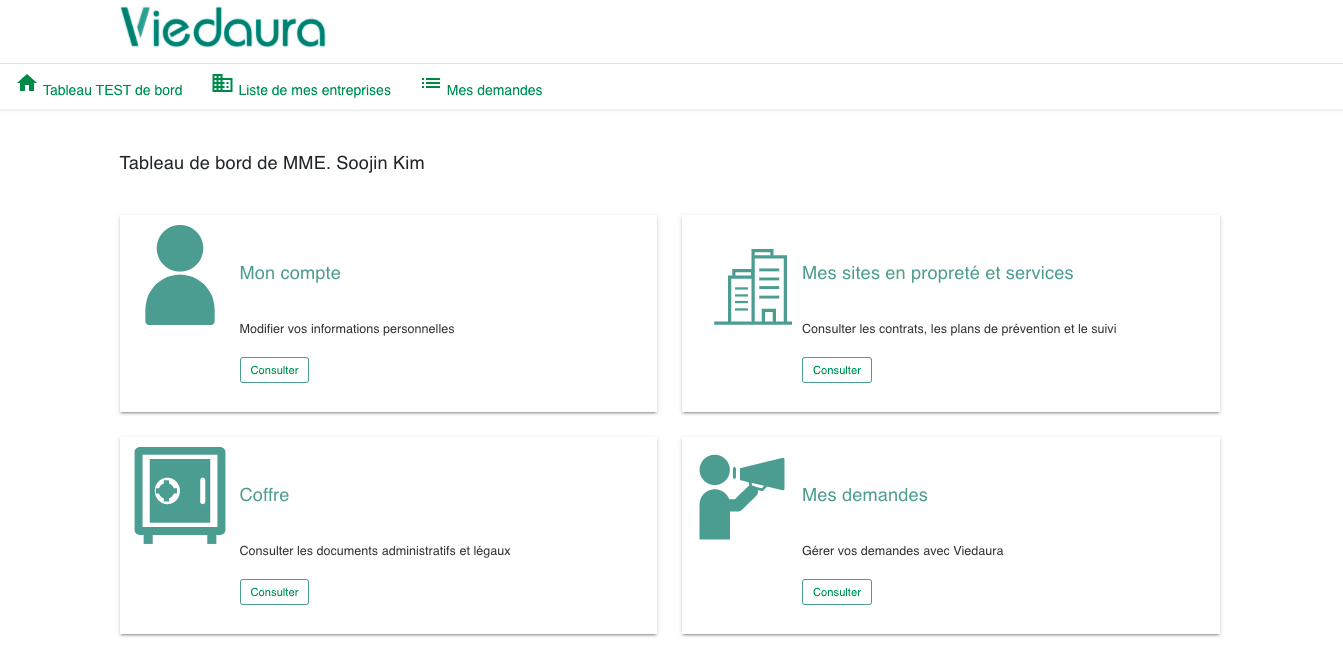 Viedaura
Tableau TEST de bord
Liste de mes entreprises
Mes demandes
Tableau de bord de MME. Soojin Kim
Mon compte
Modifier vos informations personnelles
Consulter
Mes sites en propreté et services
Consulter les contrats, les plans de prévention et le suivi
Consulter
Coffre
Consulter les documents administratifs et légaux
Consulter
Mes demandes
Gérer vos demandes avec Viedaura
Consulter